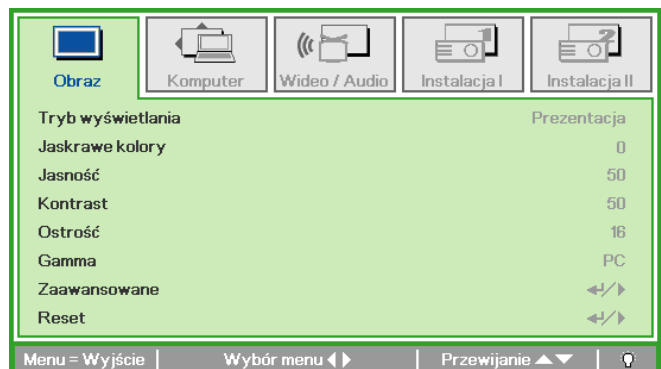 Obraz Komputer Wideo / Audio Instalacja I Instalacja II
Tryb wyświetlania Prezentacja
Jaskrawe kolory 0
Jasność 50
Kontrast 50
Ostrość 16
Gamma PC
Zaawansowane
Reset
Menu = Wyjście Wybór menu Przewijanie